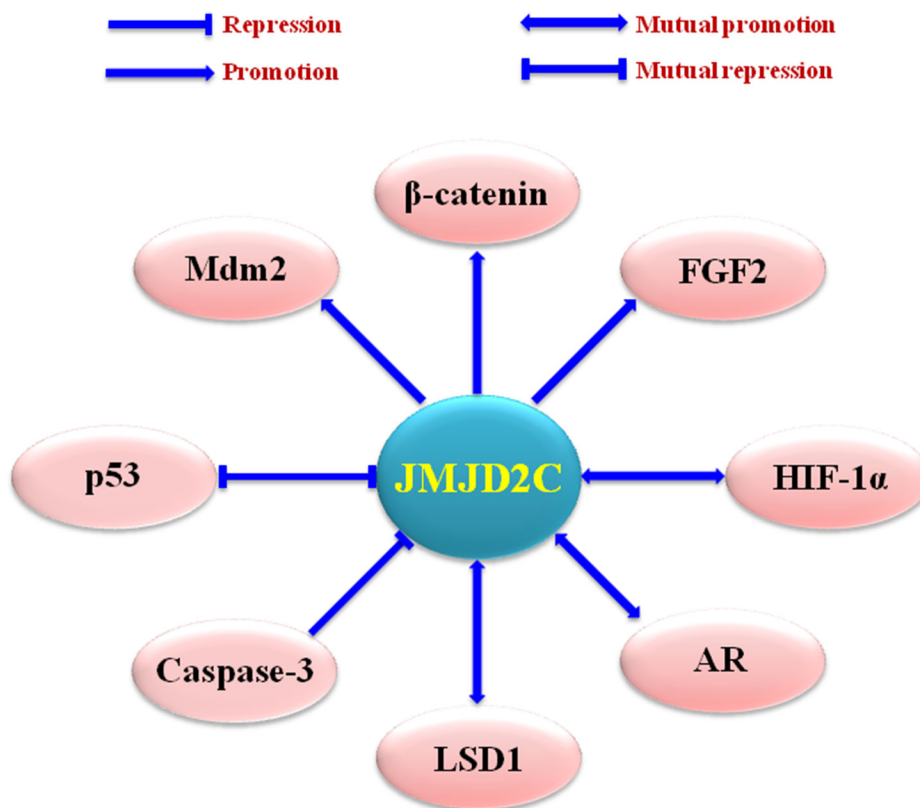 Repression
Mutual promotion
Promotion
Mutual repression
β-catenin
Mdm2
FGF2
p53
JMJD2C
HIF-1α
Caspase-3
AR
LSD1